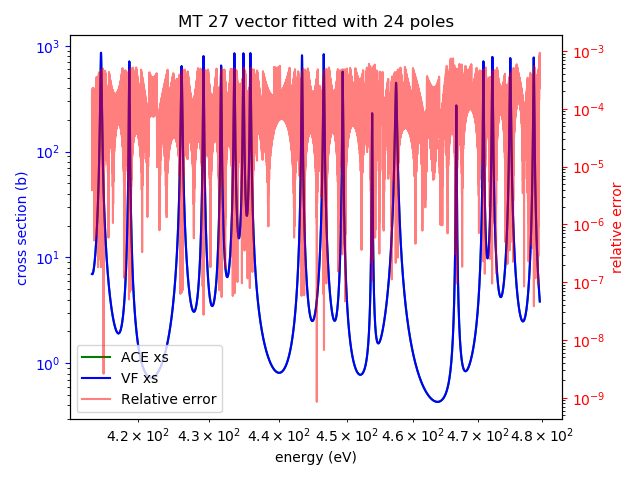 MT 27 vector fitted with 24 poles
10³
10²
10¹
10⁰
cross section (b)
10⁻³
10⁻⁴
10⁻⁵
10⁻⁶
10⁻⁷
10⁻⁸
10⁻⁹
relative error
ACE xs
VF xs
Relative error
4.2 × 10² 4.3 × 10² 4.4 × 10² 4.5 × 10² 4.6 × 10² 4.7 × 10² 4.8 × 10²
energy (eV)